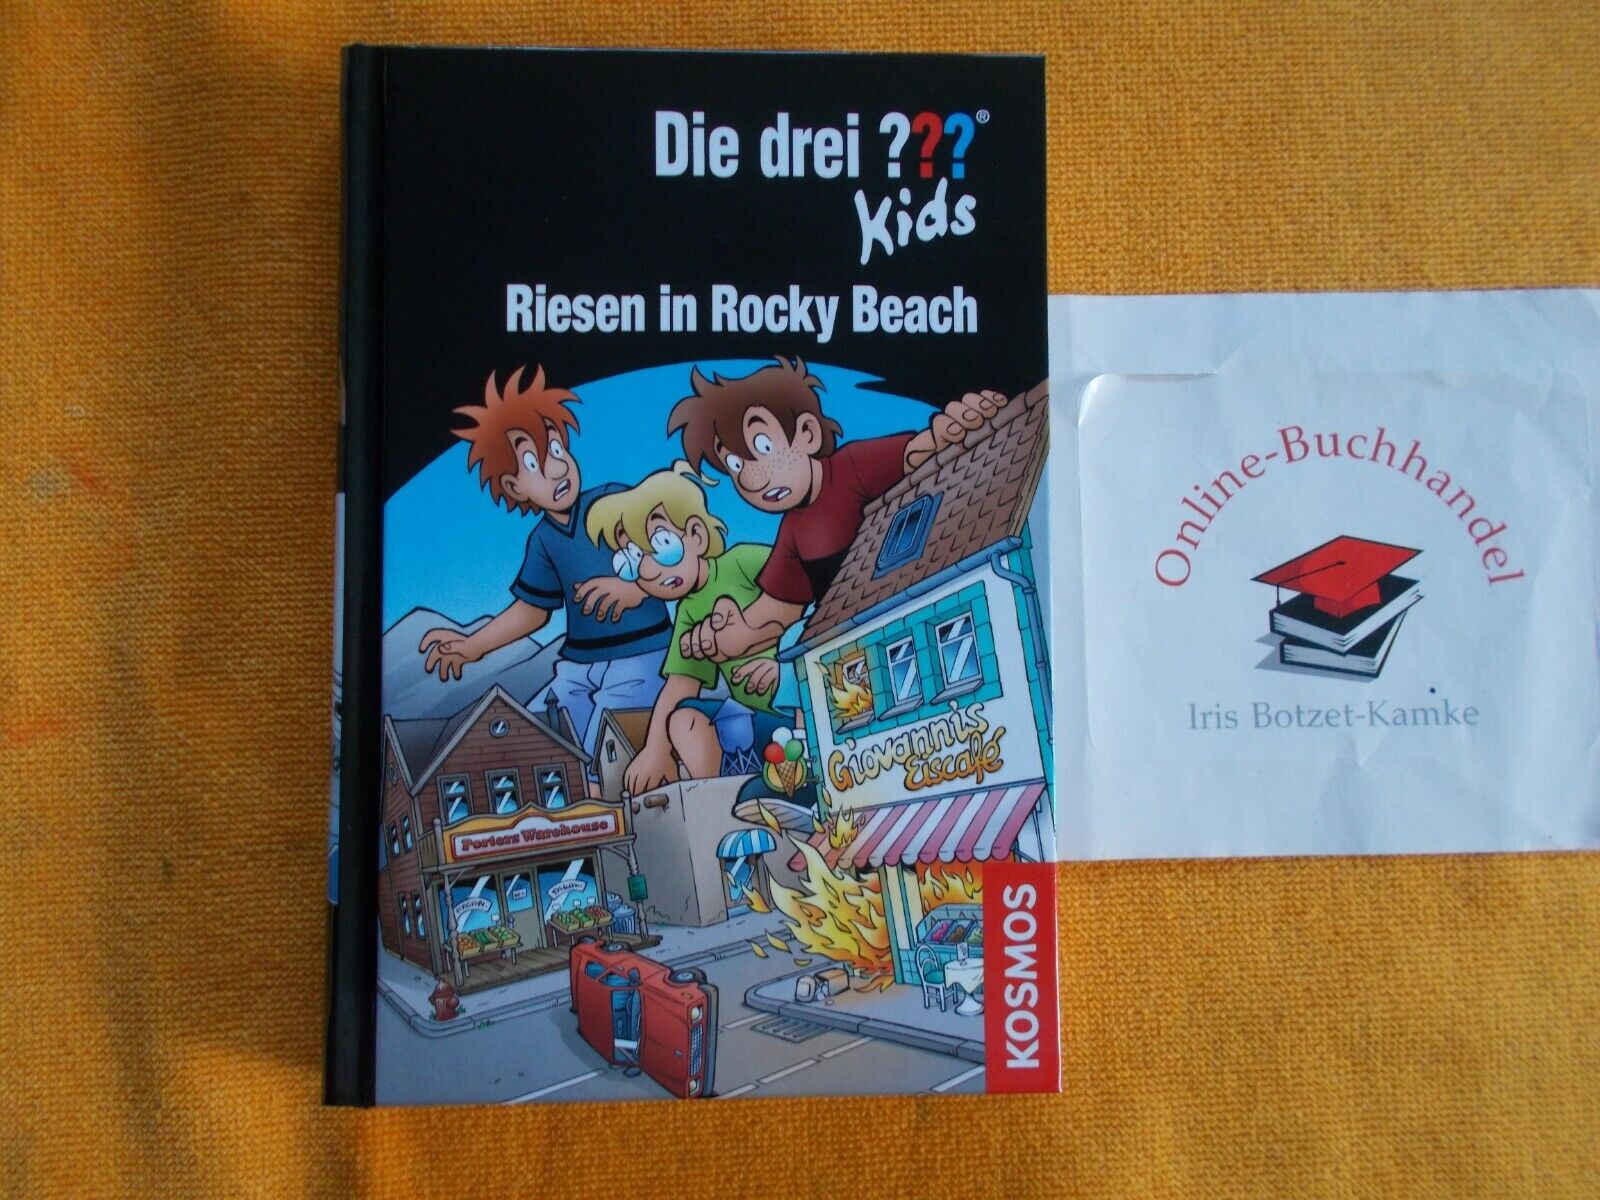 Die drei ???®
Kids
Riesen in Rocky Beach
Giovannis
Eiscafé
Porters Warehouse
KOSMOS
Online-Buchhandel
Iris Botzet-Kamke